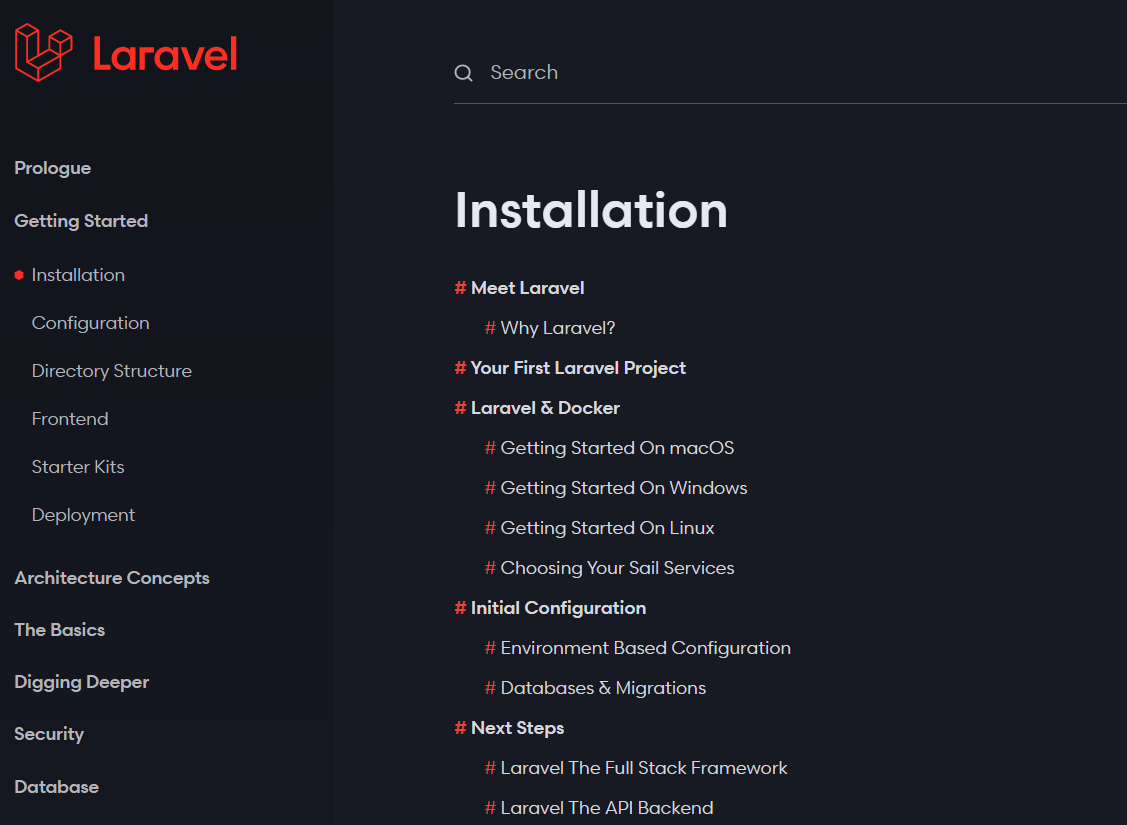 Laravel
Prologue
Getting Started
Installation
Configuration
Directory Structure
Frontend
Starter Kits
Deployment
Architecture Concepts
The Basics
Digging Deeper
Security
Database
Search
Installation
# Meet Laravel
# Why Laravel?
# Your First Laravel Project
# Laravel & Docker
# Getting Started On macOS
# Getting Started On Windows
# Getting Started On Linux
# Choosing Your Sail Services
# Initial Configuration
# Environment Based Configuration
# Databases & Migrations
# Next Steps
# Laravel The Full Stack Framework
# Laravel The API Backend